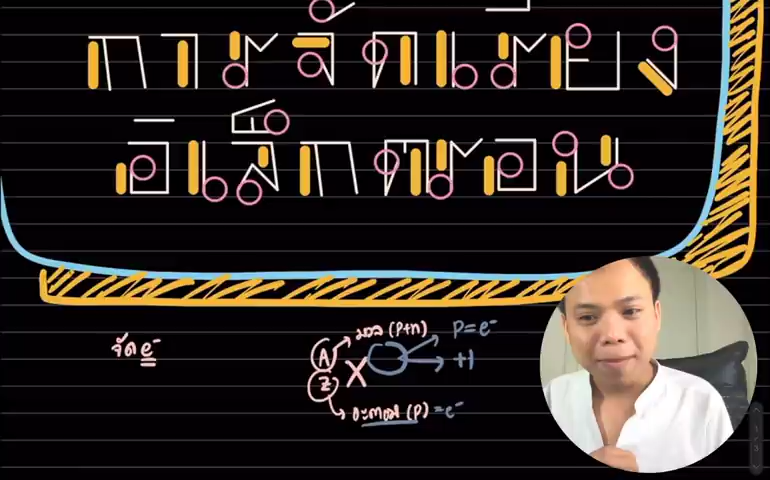 การจัดเรียง
อิเล็กตรอน
จัด e⁻
A มวล (p+n) p=e⁻
X +1
Z อะตอม (p) =e⁻